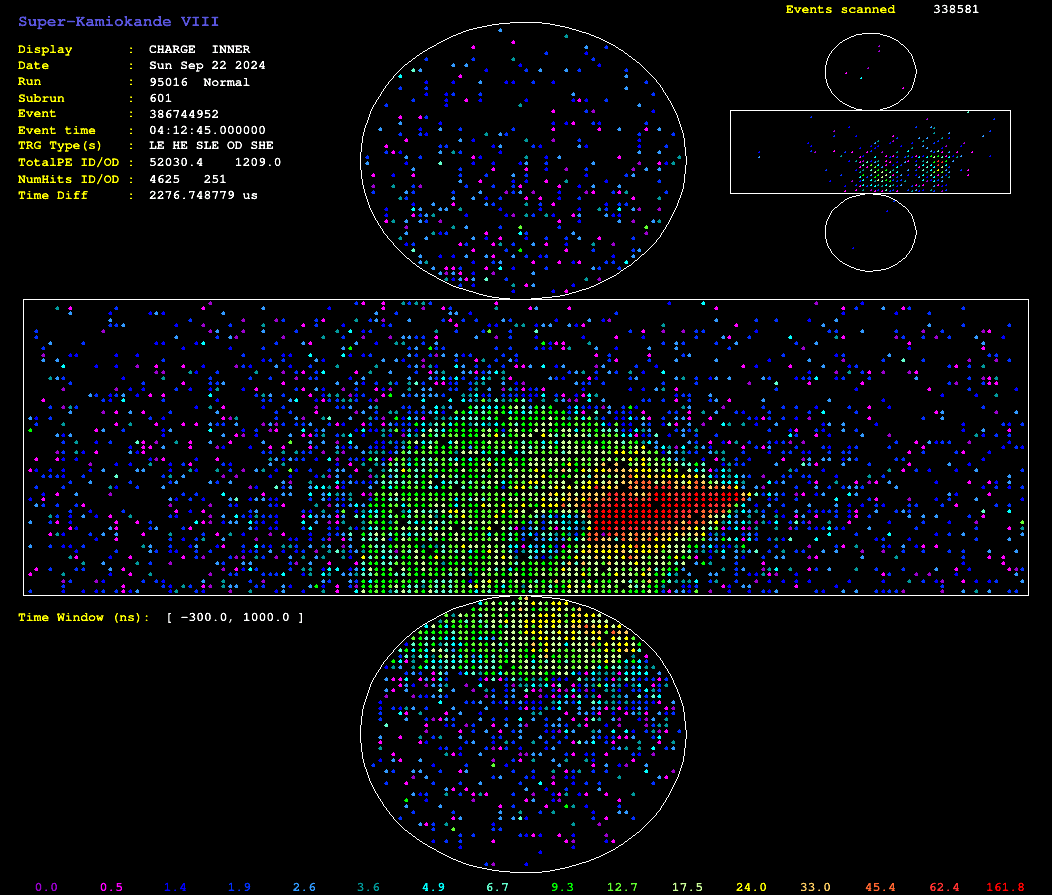 Super-Kamiokande VIII
Display : CHARGE INNER
Date : Sun Sep 22 2024
Run : 95016 Normal
Subrun : 601
Event : 386744952
Event time : 04:12:45.000000
TRG Type(s) : LE HE SLE OD SHE
TotalPE ID/OD : 52030.4 1209.0
NumHits ID/OD : 4625 251
Time Diff : 2276.748779 us
Events scanned 338581
Time Window (ns): [ -300.0, 1000.0 ]
0.0 0.5 1.4 1.9 2.6 3.6 4.9 6.7 9.3 12.7 17.5 24.0 33.0 45.4 62.4 161.8